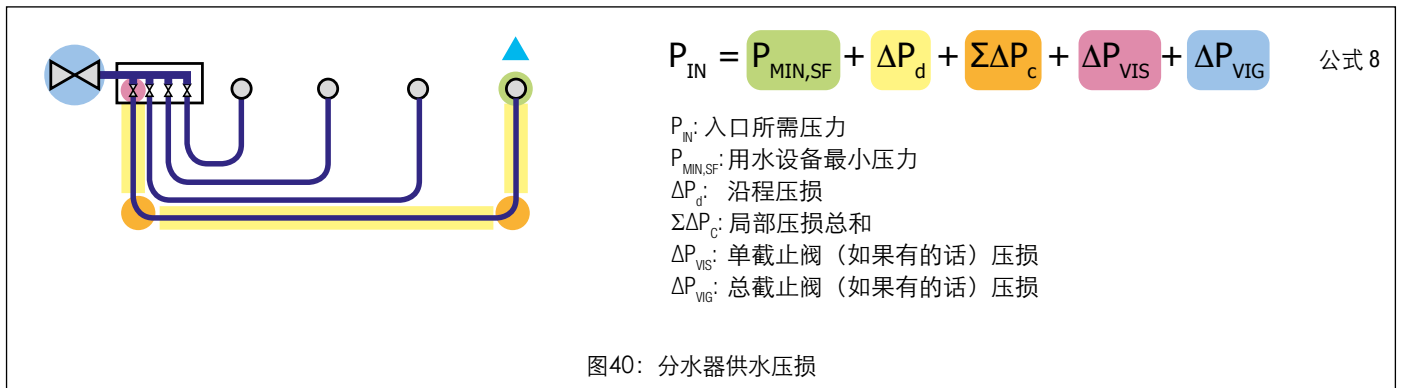 P_IN = P_MIN,SF + ΔP_d + ΣΔP_c + ΔP_VIS + ΔP_VIG 公式 8
P_IN: 入口所需压力
P_MIN,SF: 用水设备最小压力
ΔP_d: 沿程压损
ΣΔP_c: 局部压损总和
ΔP_VIS: 单截止阀（如果有的话）压损
ΔP_VIG: 总截止阀（如果有的话）压损
图40：分水器供水压损